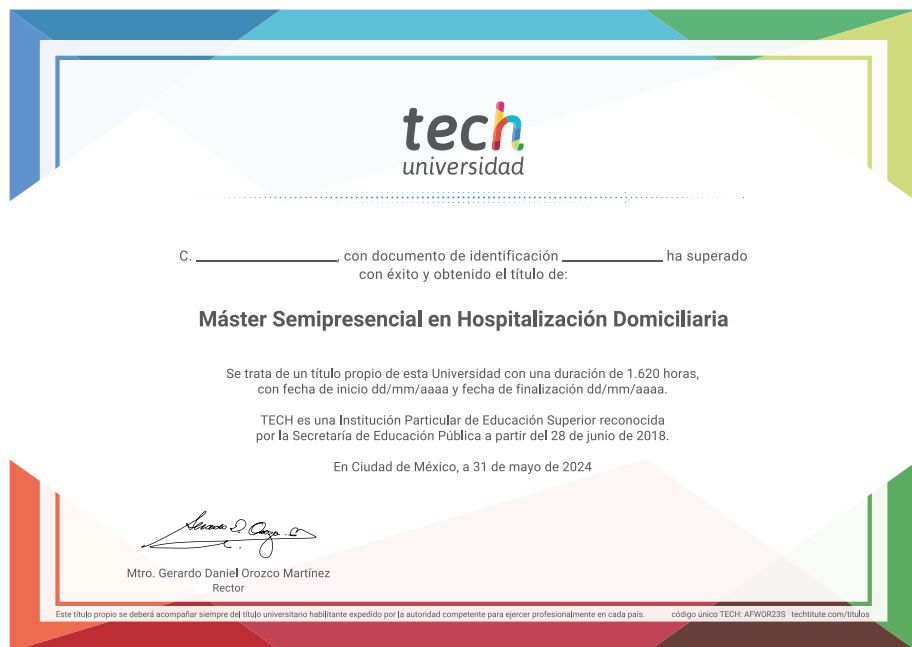 tech
universidad
C. ____________________, con documento de identificación ______________ ha superado
con éxito y obtenido el título de:
Máster Semipresencial en Hospitalización Domiciliaria
Se trata de un título propio de esta Universidad con una duración de 1.620 horas,
con fecha de inicio dd/mm/aaaa y fecha de finalización dd/mm/aaaa.
TECH es una Institución Particular de Educación Superior reconocida
por la Secretaría de Educación Pública a partir del 28 de junio de 2018.
En Ciudad de México, a 31 de mayo de 2024
Mtro. Gerardo Daniel Orozco Martínez
Rector
Este título propio se deberá acompañar siempre del título universitario habilitante expedido por la autoridad competente para ejercer profesionalmente en cada país. código único TECH: AFWOR23S techtitute.com/titulos